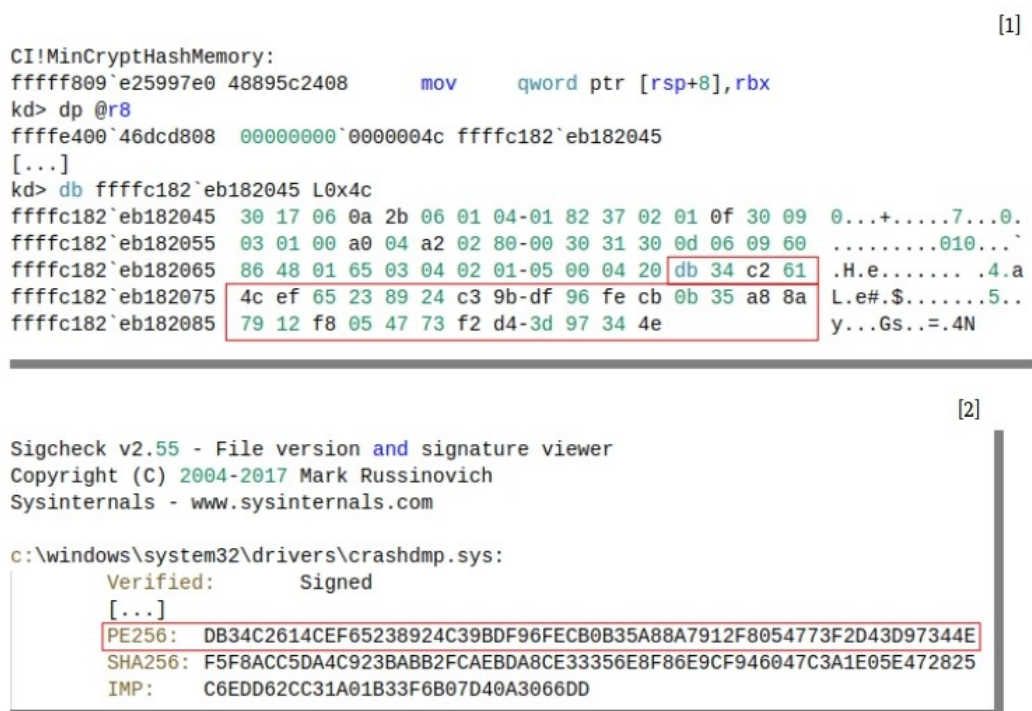 [1]
CI!MinCryptHashMemory:
fffff809`e25997e0 48895c2408 mov qword ptr [rsp+8],rbx
kd> dp @r8
ffffe400`46dcd808 00000000`0000004c ffffc182`eb182045
[...]
kd> db ffffc182`eb182045 L0x4c
ffffc182`eb182045 30 17 06 0a 2b 06 01 04-01 82 37 02 01 0f 30 09 0...+.....7...0.
ffffc182`eb182055 03 01 00 a0 04 a2 02 80-00 30 31 30 0d 06 09 60 .........010...`
ffffc182`eb182065 86 48 01 65 03 04 02 01-05 00 04 20 db 34 c2 61 .H.e....... .4.a
ffffc182`eb182075 4c ef 65 23 89 24 c3 9b-df 96 fe cb 0b 35 a8 8a L.e#.$.......5..
ffffc182`eb182085 79 12 f8 05 47 73 f2 d4-3d 97 34 4e y...Gs..=.4N
[2]
Sigcheck v2.55 - File version and signature viewer
Copyright (C) 2004-2017 Mark Russinovich
Sysinternals - www.sysinternals.com
c:\windows\system32\drivers\crashdmp.sys:
Verified: Signed
[...]
PE256: DB34C2614CEF65238924C39BDF96FECB0B35A88A7912F8054773F2D43D97344E
SHA256: F5F8ACC5DA4C923BABB2FCAEBDA8CE33356E8F86E9CF946047C3A1E05E472825
IMP: C6EDD62CC31A01B33F6B07D40A3066DD